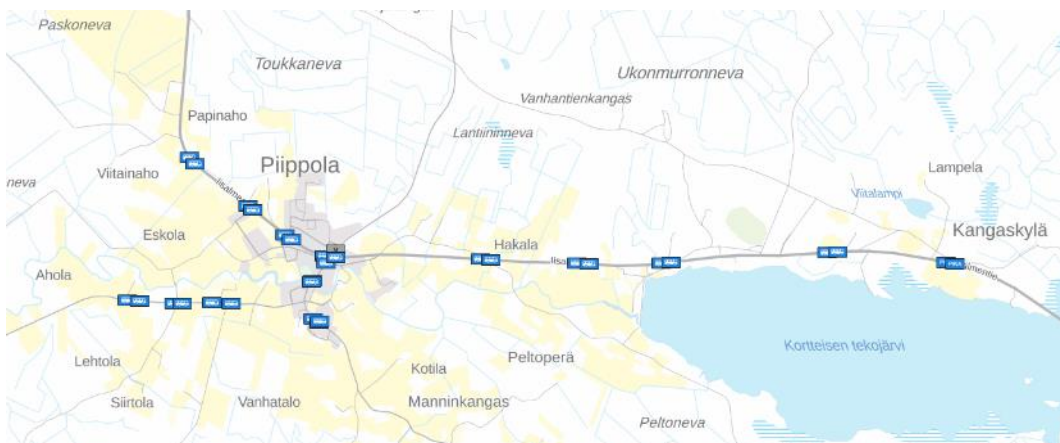 Paskoneva
Toukkaneva
Ukonmurronneva
Vanhantienkangas
Papinaho
Lantiininneva
Piippola
Viitainaho
Lampela
neva
Viitalampi
Kangaskylä
Eskola
Hakala
Ahola
Kortteisen tekojärvi
Peltoperä
Lehtola
Kotila
Siirtola
Vanhatalo
Manninkangas
Peltoneva